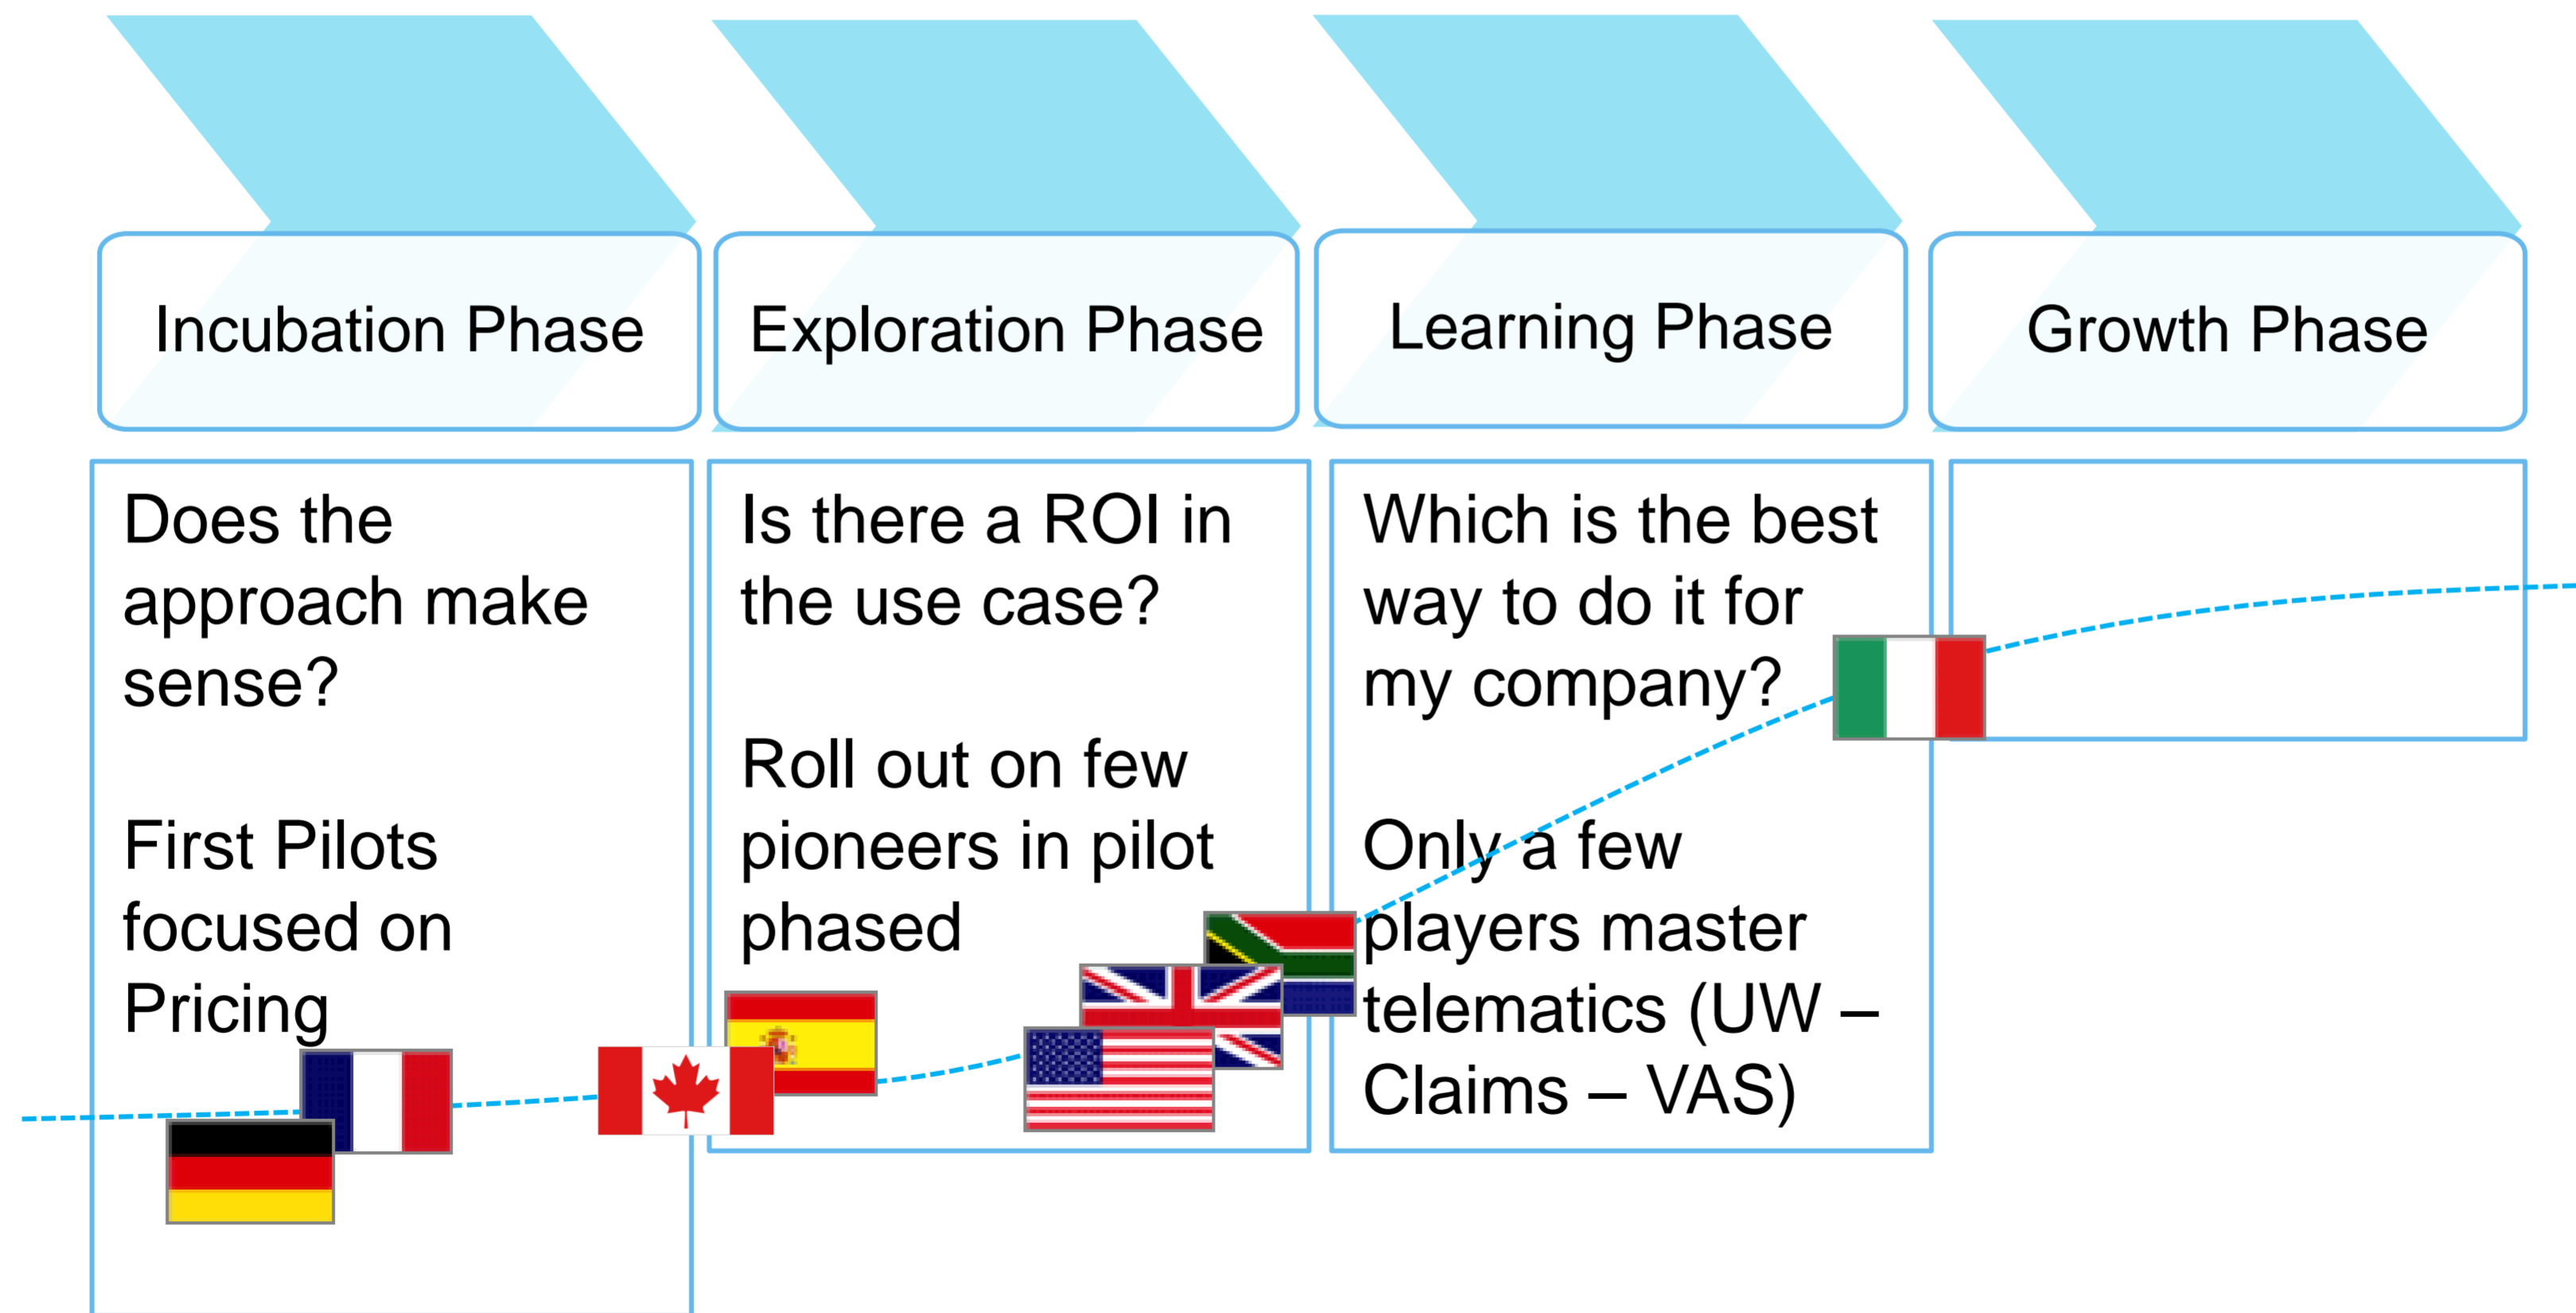 Incubation Phase
Exploration Phase
Learning Phase
Growth Phase
Does the
approach make
sense?
First Pilots
focused on
Pricing
Is there a ROI in
the use case?
Roll out on few
pioneers in pilot
phased
Which is the best
way to do it for
my company?
Only a few
players master
telematics (UW –
Claims – VAS)